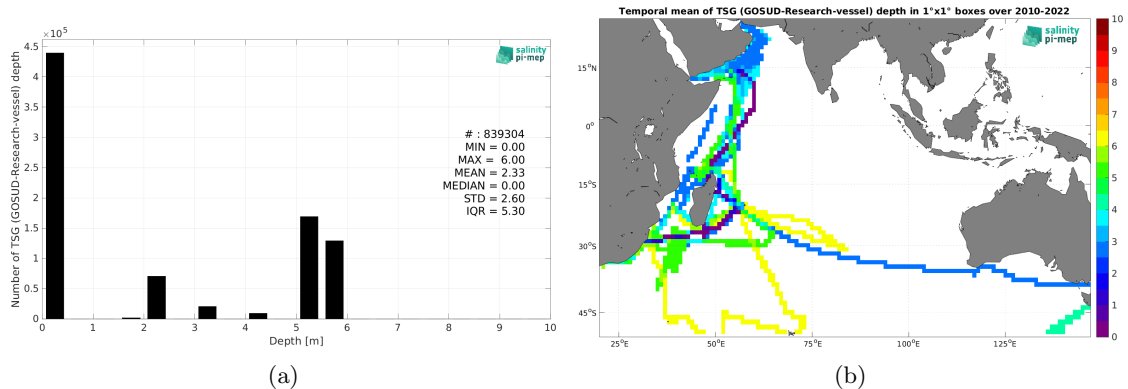 ×10⁵
4.5
4
3.5
3
2.5
2
1.5
1
0.5
0
Number of TSG (GOSUD-Research-vessel) depth
salinity
pi-mep
# : 839304
MIN = 0.00
MAX = 6.00
MEAN = 2.33
MEDIAN = 0.00
STD = 2.60
IQR = 5.30
0 1 2 3 4 5 6 7 8 9 10
Depth [m]
(a)
Temporal mean of TSG (GOSUD-Research-vessel) depth in 1°x1° boxes over 2010-2022
salinity
pi-mep
15°N
0°
15°S
30°S
45°S
25°E 50°E 75°E 100°E 125°E
10
9
8
7
6
5
4
3
2
1
0
(b)